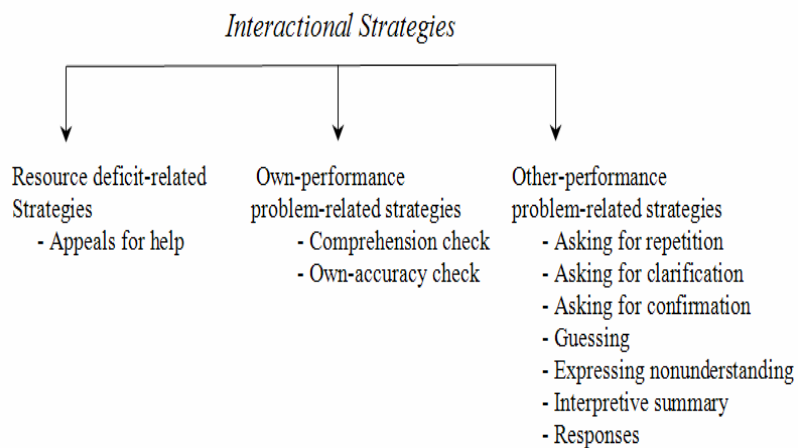 Interactional Strategies
Resource deficit-related
Strategies
- Appeals for help
Own-performance
problem-related strategies
- Comprehension check
- Own-accuracy check
Other-performance
problem-related strategies
- Asking for repetition
- Asking for clarification
- Asking for confirmation
- Guessing
- Expressing nonunderstanding
- Interpretive summary
- Responses